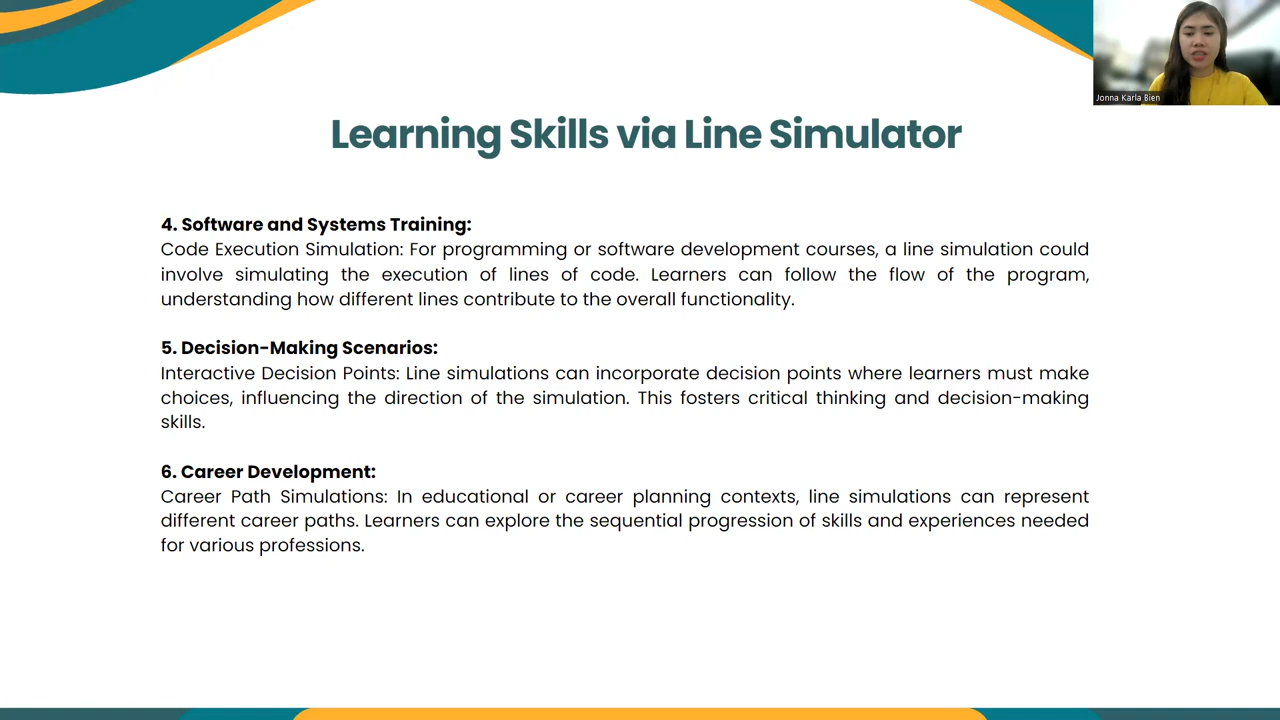 Jonna Karla Bien
Learning Skills via Line Simulator
4. Software and Systems Training:
Code Execution Simulation: For programming or software development courses, a line simulation could
involve simulating the execution of lines of code. Learners can follow the flow of the program,
understanding how different lines contribute to the overall functionality.
5. Decision-Making Scenarios:
Interactive Decision Points: Line simulations can incorporate decision points where learners must make
choices, influencing the direction of the simulation. This fosters critical thinking and decision-making
skills.
6. Career Development:
Career Path Simulations: In educational or career planning contexts, line simulations can represent
different career paths. Learners can explore the sequential progression of skills and experiences needed
for various professions.